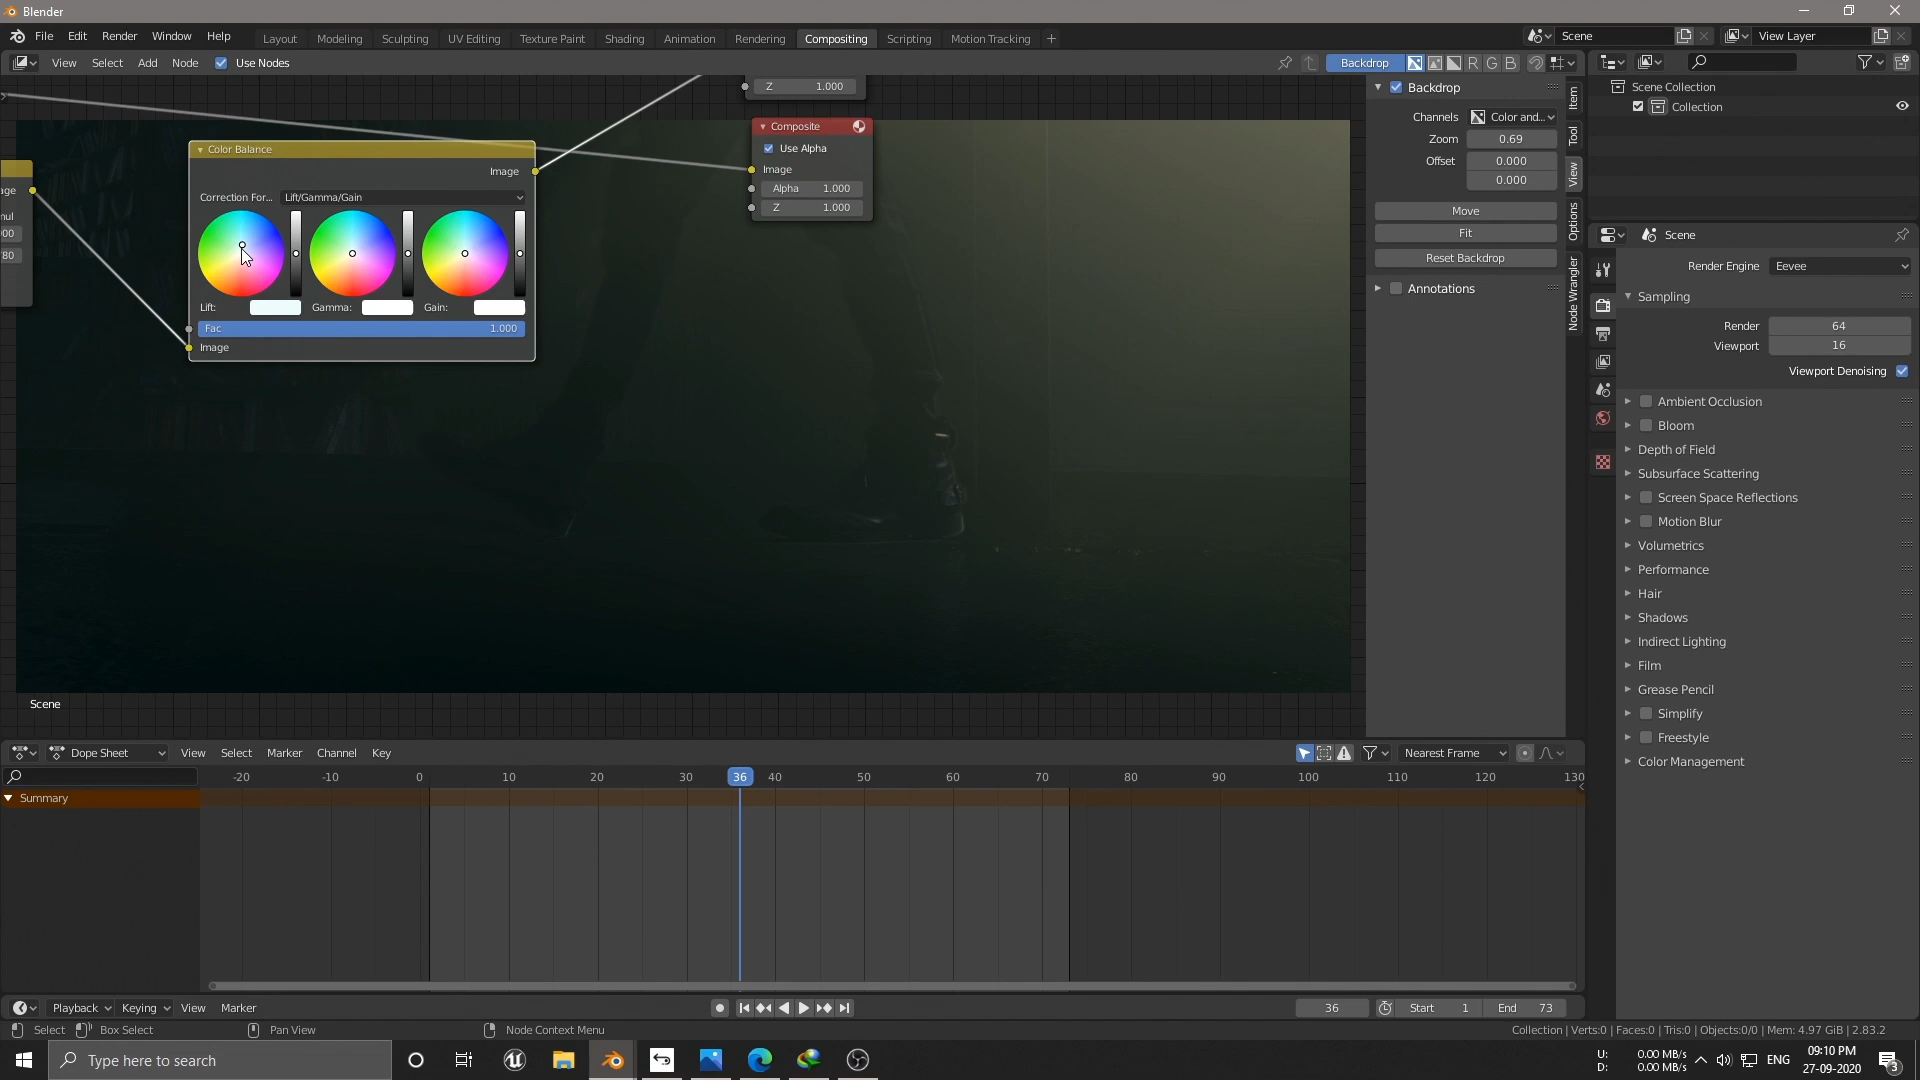 Blender
File Edit Render Window Help
Layout Modeling Sculpting UV Editing Texture Paint Shading Animation Rendering Compositing Scripting Motion Tracking +
Scene
View Layer
View Select Add Node Use Nodes
Backdrop R G B
Z 1.000
Composite
Use Alpha
Image
Alpha 1.000
Z 1.000
Color Balance
Image
Correction For... Lift/Gamma/Gain
Lift: Gamma: Gain:
Fac 1.000
Image
age
nul
00
80
Scene
Backdrop
Channels Color and...
Zoom 0.69
Offset 0.000
0.000
Move
Fit
Reset Backdrop
Annotations
Item
Tool
View
Options
Node Wrangler
Scene Collection
Collection
Scene
Render Engine Eevee
Sampling
Render 64
Viewport 16
Viewport Denoising
Ambient Occlusion
Bloom
Depth of Field
Subsurface Scattering
Screen Space Reflections
Motion Blur
Volumetrics
Performance
Hair
Shadows
Indirect Lighting
Film
Grease Pencil
Simplify
Freestyle
Color Management
Dope Sheet View Select Marker Channel Key Nearest Frame
-20 -10 0 10 20 30 36 40 50 60 70 80 90 100 110 120 130
Summary
Playback Keying View Marker 36 Start 1 End 73
Select Box Select Pan View Node Context Menu Collection | Verts:0 | Faces:0 | Tris:0 | Objects:0/0 | Mem: 4.97 GiB | 2.83.2
Type here to search
U: 0.00 MB/s
D: 0.00 MB/s
ENG
09:10 PM
27-09-2020
3